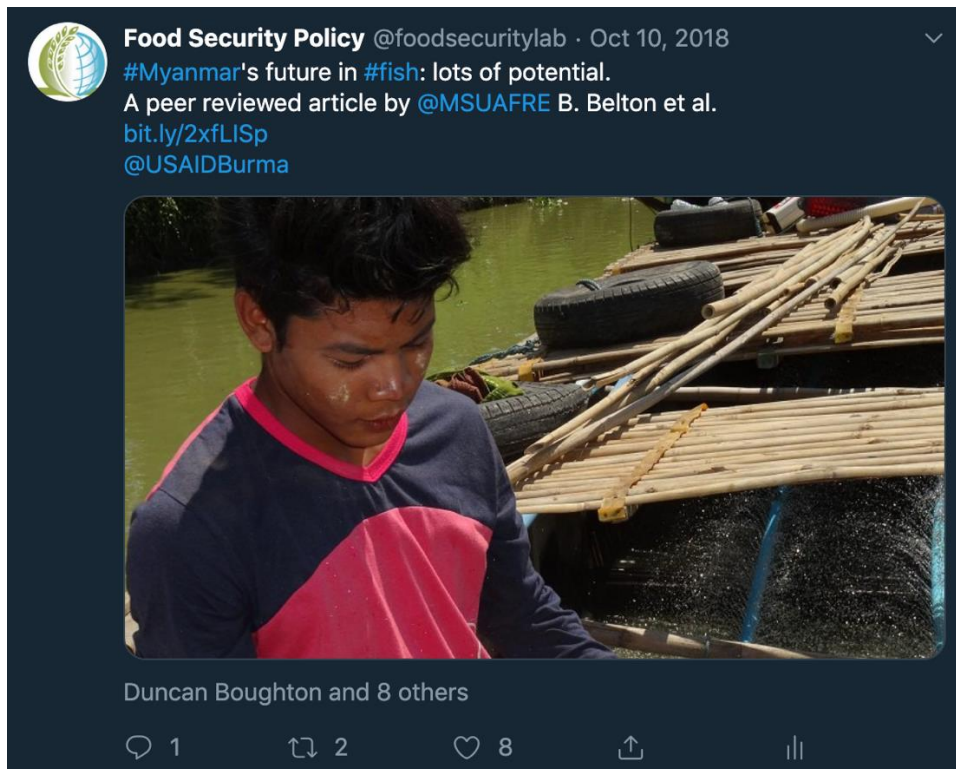 Food Security Policy @foodsecuritylab · Oct 10, 2018
#Myanmar's future in #fish: lots of potential.
A peer reviewed article by @MSUAFRE B. Belton et al.
bit.ly/2xfLISp
@USAIDBurma
Duncan Boughton and 8 others
1 2 8